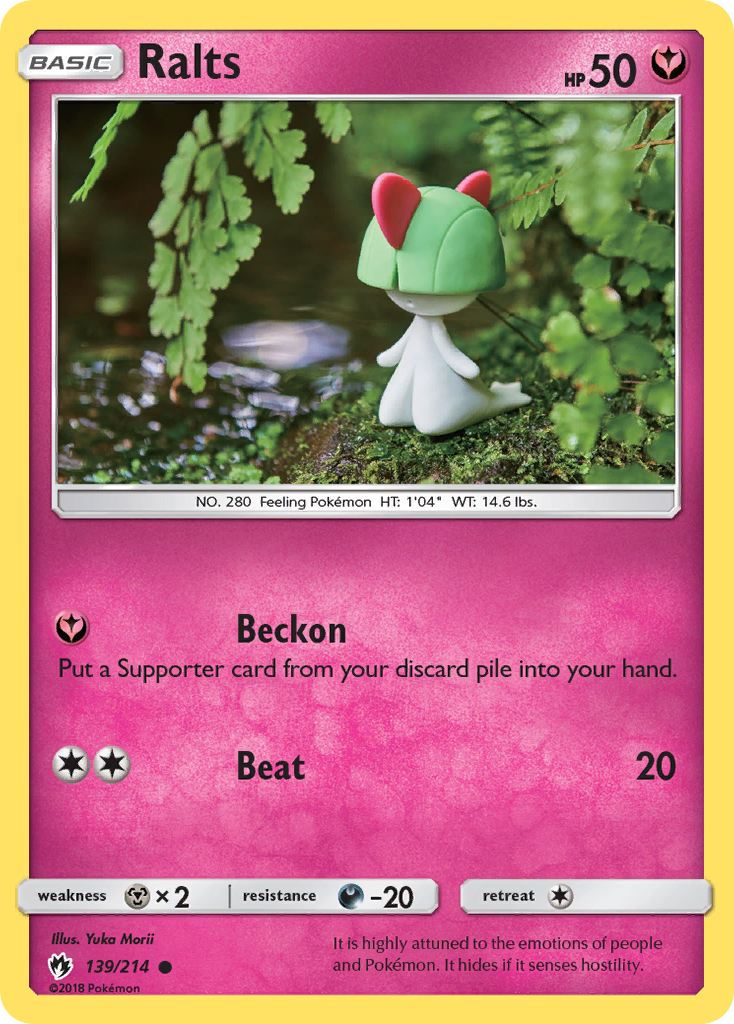 BASIC
Ralts
HP 50
NO. 280 Feeling Pokémon HT: 1'04" WT: 14.6 lbs.
Beckon
Put a Supporter card from your discard pile into your hand.
Beat 20
weakness ×2 resistance -20 retreat
Illus. Yuka Morii
139/214
©2018 Pokémon
It is highly attuned to the emotions of people
and Pokémon. It hides if it senses hostility.